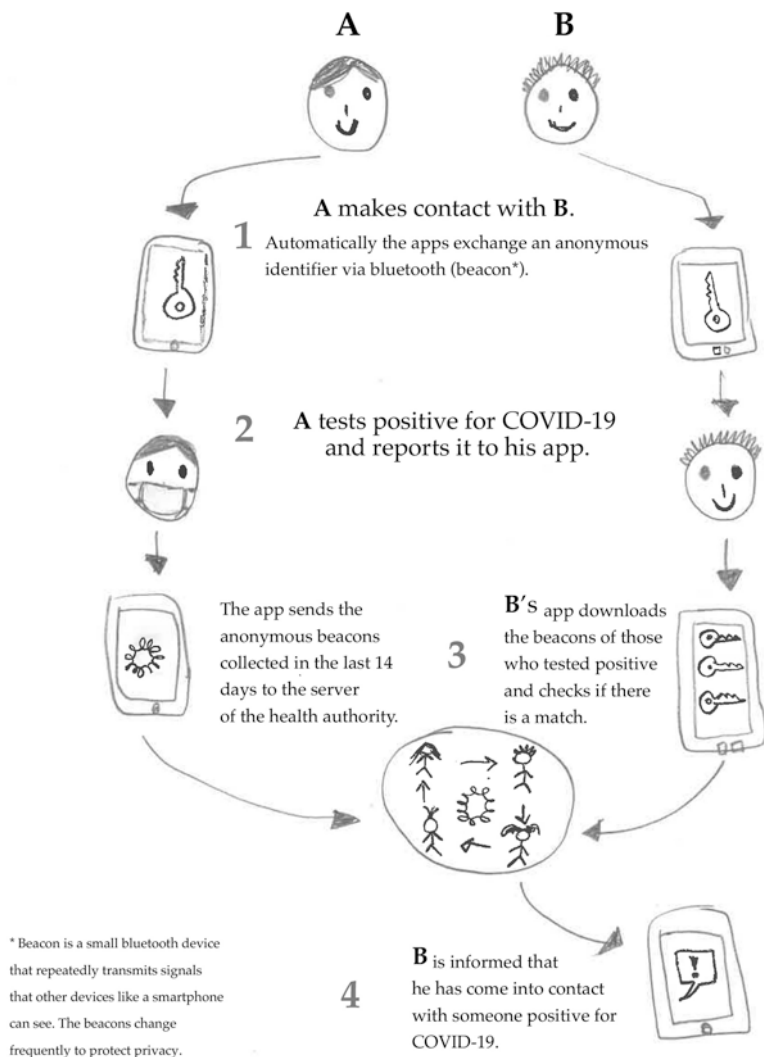 A
B
1
A makes contact with B.
Automatically the apps exchange an anonymous
identifier via bluetooth (beacon*).
2
A tests positive for COVID-19
and reports it to his app.
The app sends the
anonymous beacons
collected in the last 14
days to the server
of the health authority.
3
B's app downloads
the beacons of those
who tested positive
and checks if there
is a match.
4
B is informed that
he has come into contact
with someone positive for
COVID-19.
!
* Beacon is a small bluetooth device
that repeatedly transmits signals
that other devices like a smartphone
can see. The beacons change
frequently to protect privacy.